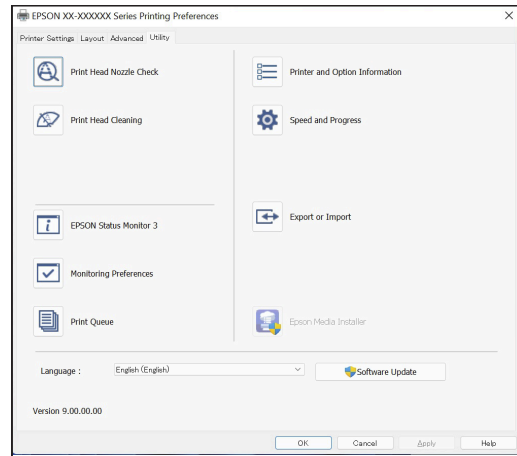 EPSON XX-XXXXXX Series Printing Preferences
Printer Settings Layout Advanced Utility
Print Head Nozzle Check
Printer and Option Information
Print Head Cleaning
Speed and Progress
EPSON Status Monitor 3
Export or Import
Monitoring Preferences
Print Queue
Epson Media Installer
Language :
English (English)
Software Update
Version 9.00.00.00
OK
Cancel
Apply
Help